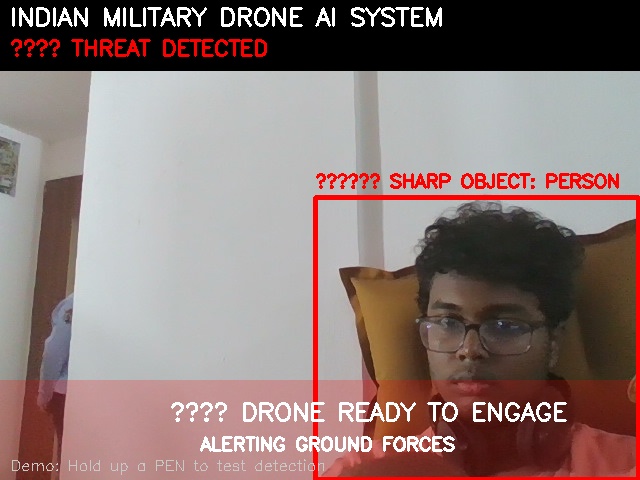 INDIAN MILITARY DRONE AI SYSTEM
???? THREAT DETECTED
?????? SHARP OBJECT: PERSON
???? DRONE READY TO ENGAGE
ALERTING GROUND FORCES
Demo: Hold up a PEN to test detection